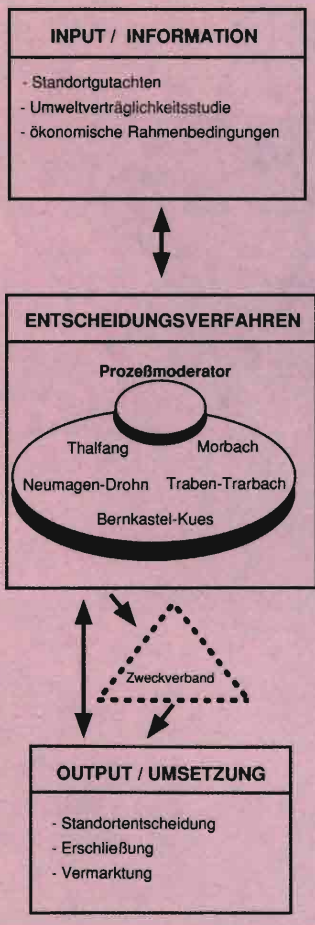 INPUT / INFORMATION
- Standortgutachten
- Umweltverträglichkeitsstudie
- ökonomische Rahmenbedingungen
ENTSCHEIDUNGSVERFAHREN
Prozeßmoderator
Thalfang Morbach
Neumagen-Drohn Traben-Trarbach
Bernkastel-Kues
Zweckverband
OUTPUT / UMSETZUNG
- Standortentscheidung
- Erschließung
- Vermarktung